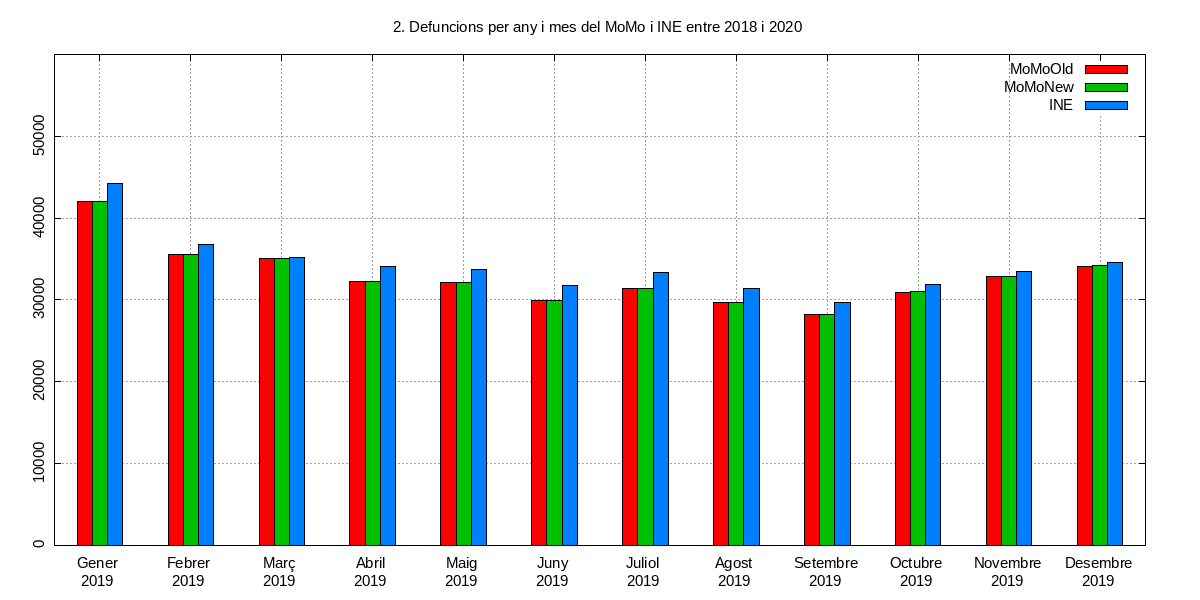 2. Defuncions per any i mes del MoMo i INE entre 2018 i 2020
MoMoOld
MoMoNew
INE
50000
40000
30000
20000
10000
0
Gener Febrer Març Abril Maig Juny Juliol Agost Setembre Octubre Novembre Desembre
2019 2019 2019 2019 2019 2019 2019 2019 2019 2019 2019 2019